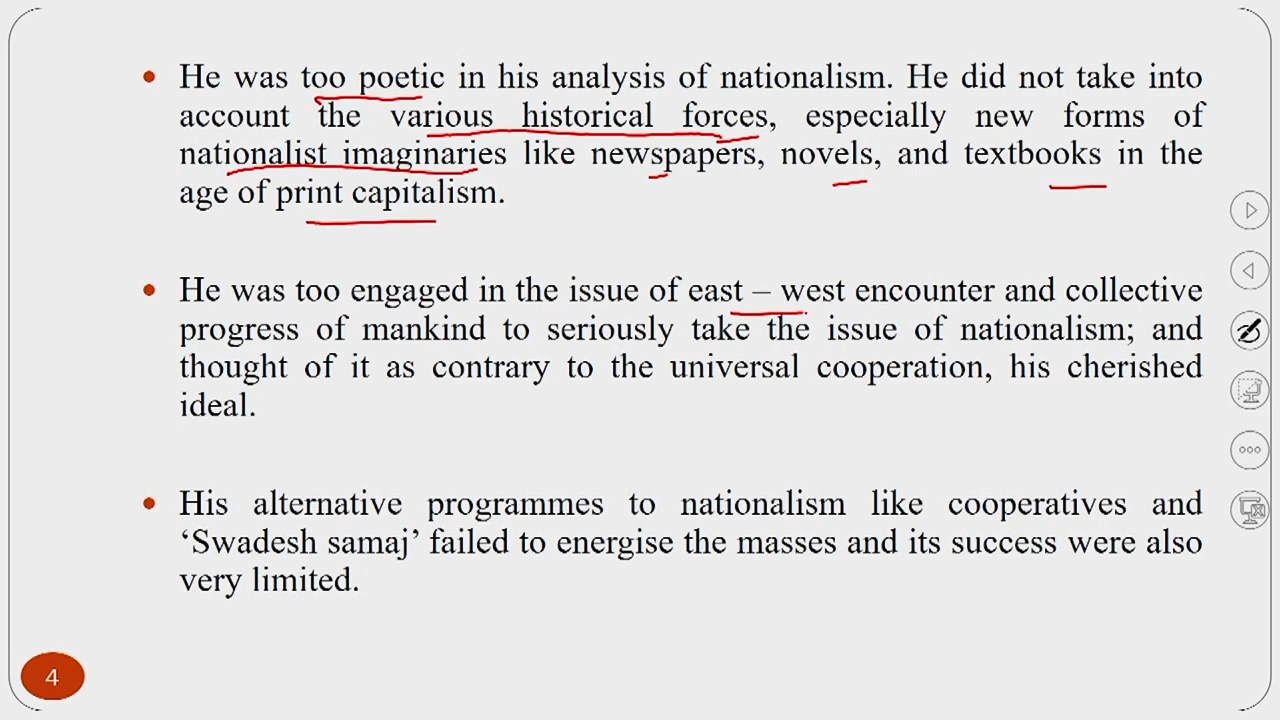 • He was too poetic in his analysis of nationalism. He did not take into
account the various historical forces, especially new forms of
nationalist imaginaries like newspapers, novels, and textbooks in the
age of print capitalism.
• He was too engaged in the issue of east – west encounter and collective
progress of mankind to seriously take the issue of nationalism; and
thought of it as contrary to the universal cooperation, his cherished
ideal.
• His alternative programmes to nationalism like cooperatives and
‘Swadesh samaj’ failed to energise the masses and its success were also
very limited.
4